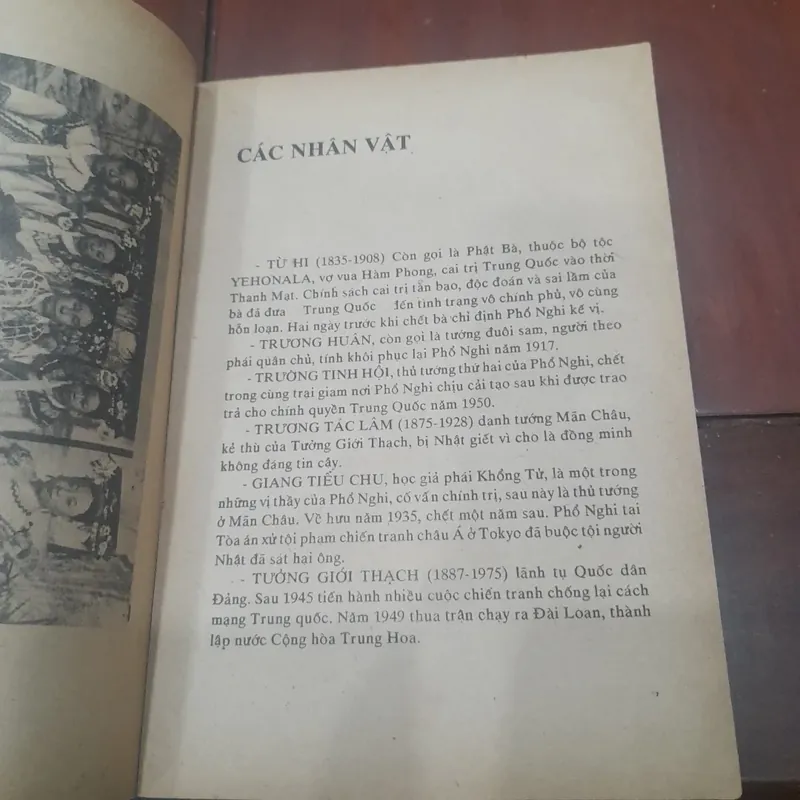 CÁC NHÂN VẬT
- TỪ HI (1835-1908) Còn gọi là Phật Bà, thuộc bộ tộc
YEHONALA, vợ vua Hàm Phong, cai trị Trung Quốc vào thời
Thanh Mạt. Chính sách cai trị tàn bạo, độc đoán và sai lầm của
bà đã đưa Trung Quốc đến tình trạng vô chính phủ, vô cùng
hỗn loạn. Hai ngày trước khi chết bà chỉ định Phổ Nghi kế vị.
- TRƯƠNG HUÂN, còn gọi là tướng đuôi sam, người theo
phái quân chủ, tính khôi phục lại Phổ Nghi năm 1917.
- TRƯƠNG TINH HỘI, thủ tướng thứ hai của Phổ Nghi, chết
trong cùng trại giam nơi Phổ Nghi chịu cải tạo sau khi được trao
trả cho chính quyền Trung Quốc năm 1950.
- TRƯƠNG TÁC LÂM (1875-1928) danh tướng Mãn Châu,
kẻ thù của Tưởng Giới Thạch, bị Nhật giết vì cho là đồng minh
không đáng tin cậy.
- GIANG TIẾU CHU, học giả phái Khổng Tử, là một trong
những vị thầy của Phổ Nghi, cố vấn chính trị, sau này là thủ tướng
ở Mãn Châu. Về hưu năm 1935, chết một năm sau. Phổ Nghi tại
Tòa án xử tội phạm chiến tranh châu Á ở Tokyo đã buộc tội người
Nhật đã sát hại ông.
- TƯỞNG GIỚI THẠCH (1887-1975) lãnh tụ Quốc dân
Đảng. Sau 1945 tiến hành nhiều cuộc chiến tranh chống lại cách
mạng Trung quốc. Năm 1949 thua trận chạy ra Đài Loan, thành
lập nước Cộng hòa Trung Hoa.